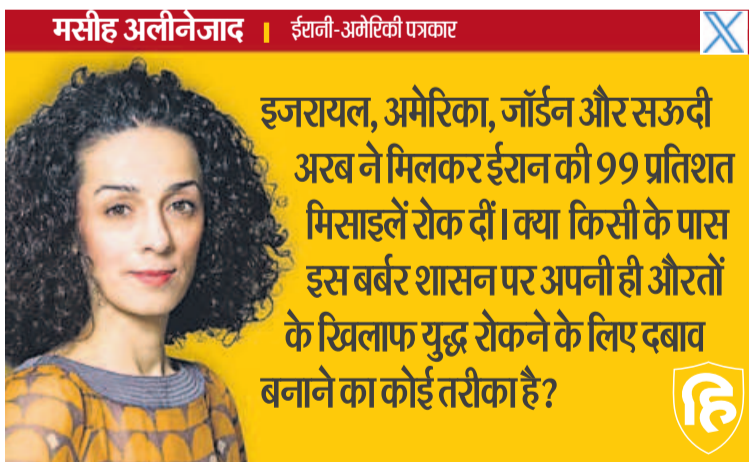 मसीह अलीनेजाद | ईरानी-अमेरिकी पत्रकार
X
इजरायल, अमेरिका, जॉर्डन और सऊदी
अरब ने मिलकर ईरान की 99 प्रतिशत
मिसाइलें रोक दीं। क्या किसी के पास
इस बर्बर शासन पर अपनी ही औरतों
के खिलाफ युद्ध रोकने के लिए दबाव
बनाने का कोई तरीका है?
हि